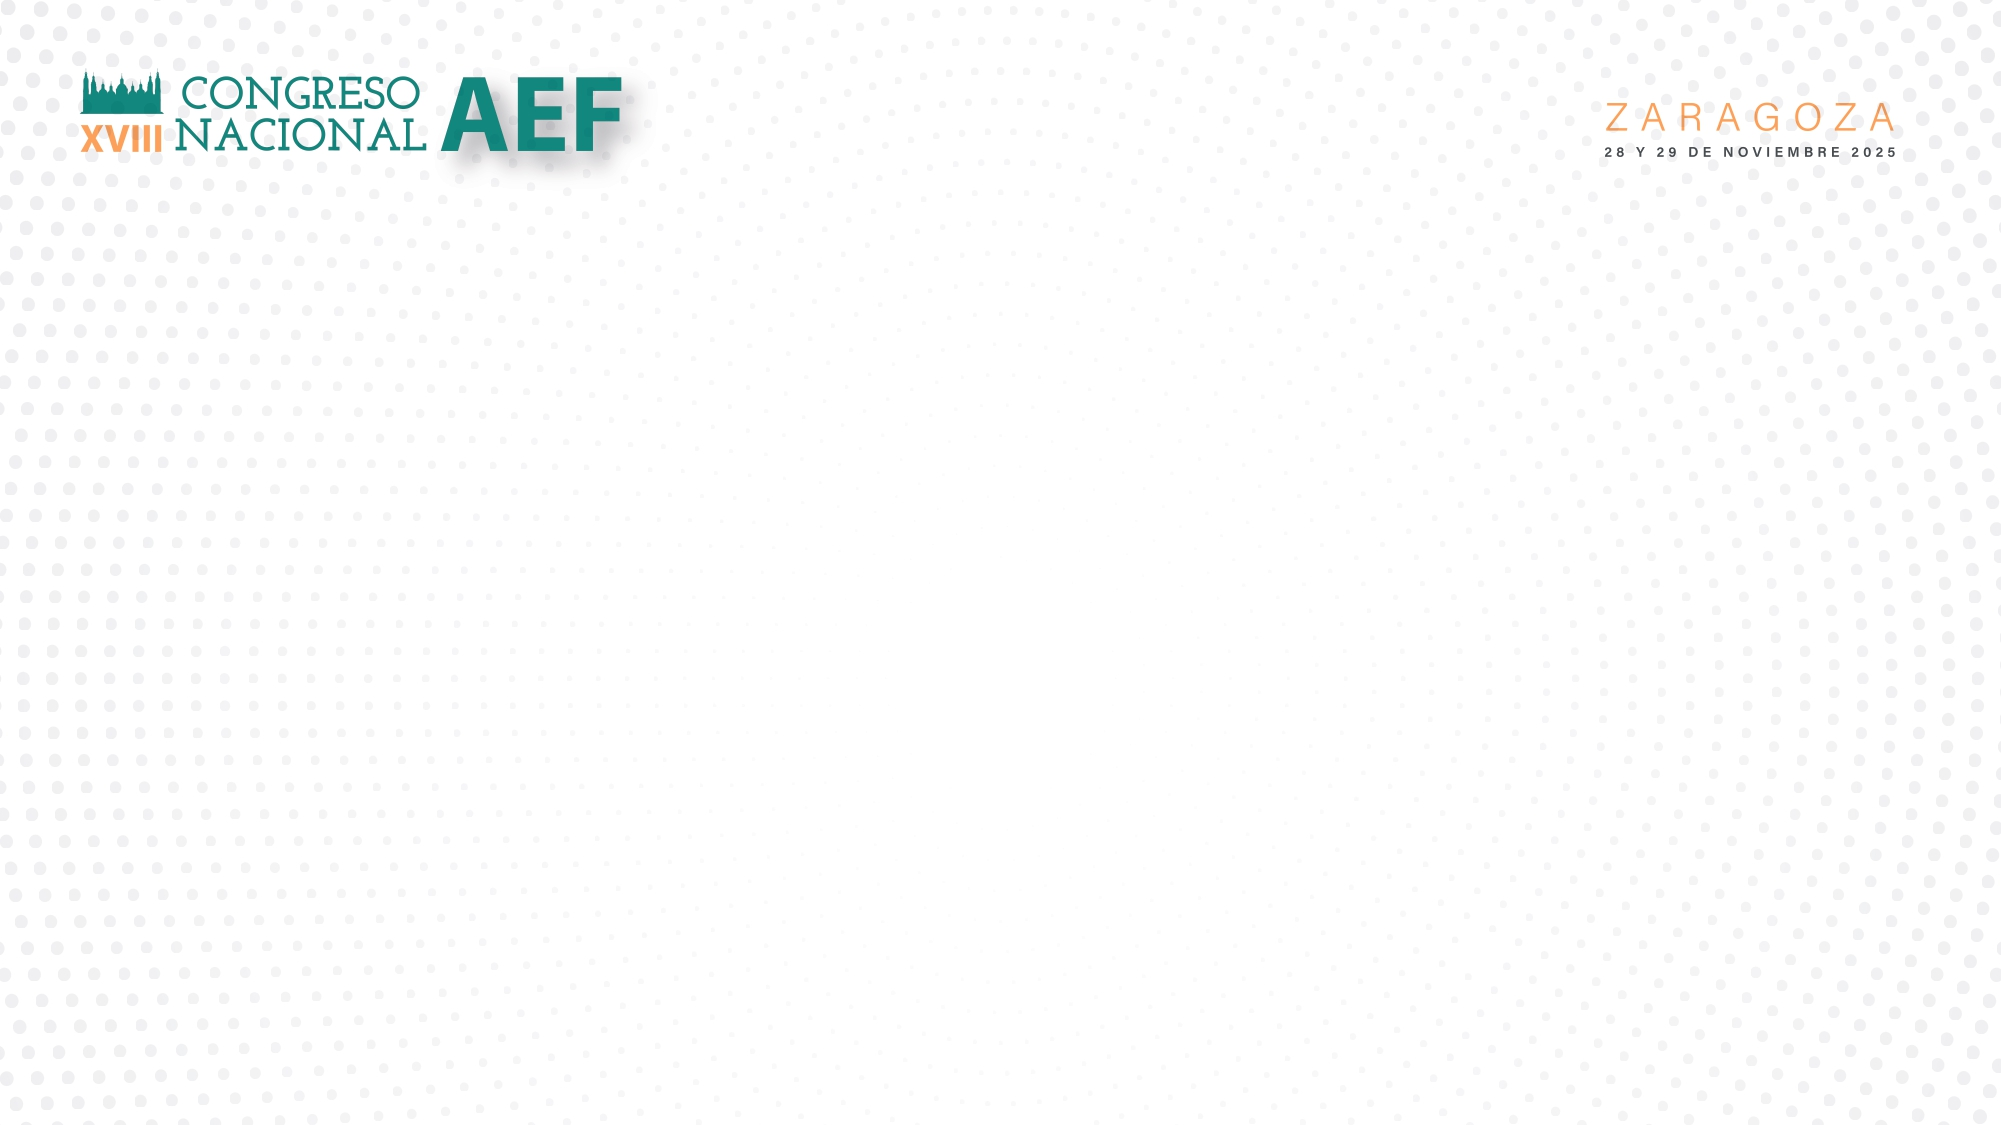 CONGRESO
XVIII NACIONAL AEF
ZARAGOZA
28 Y 29 DE NOVIEMBRE 2025